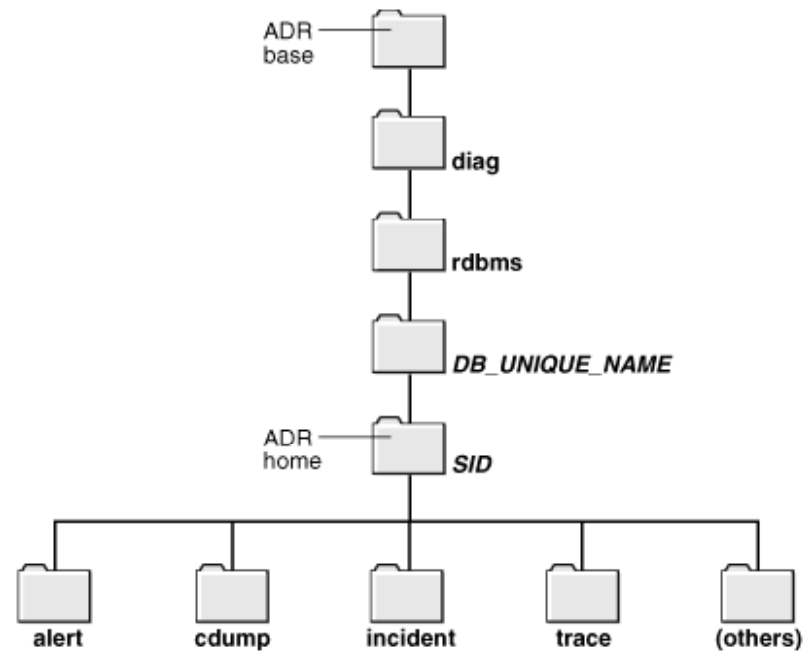 ADR
base
diag
rdbms
DB_UNIQUE_NAME
ADR
home
SID
alert
cdump
incident
trace
(others)